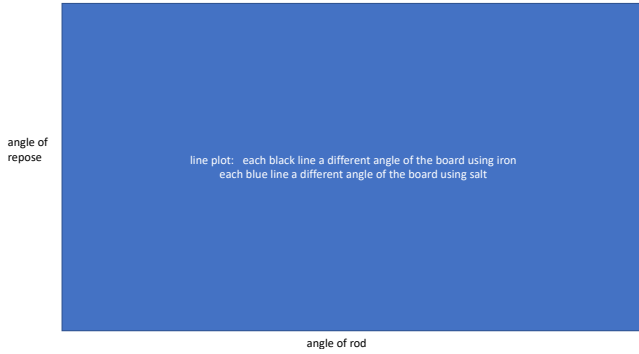 angle of
repose
line plot:   each black line a different angle of the board using iron
each blue line a different angle of the board using salt
angle of rod